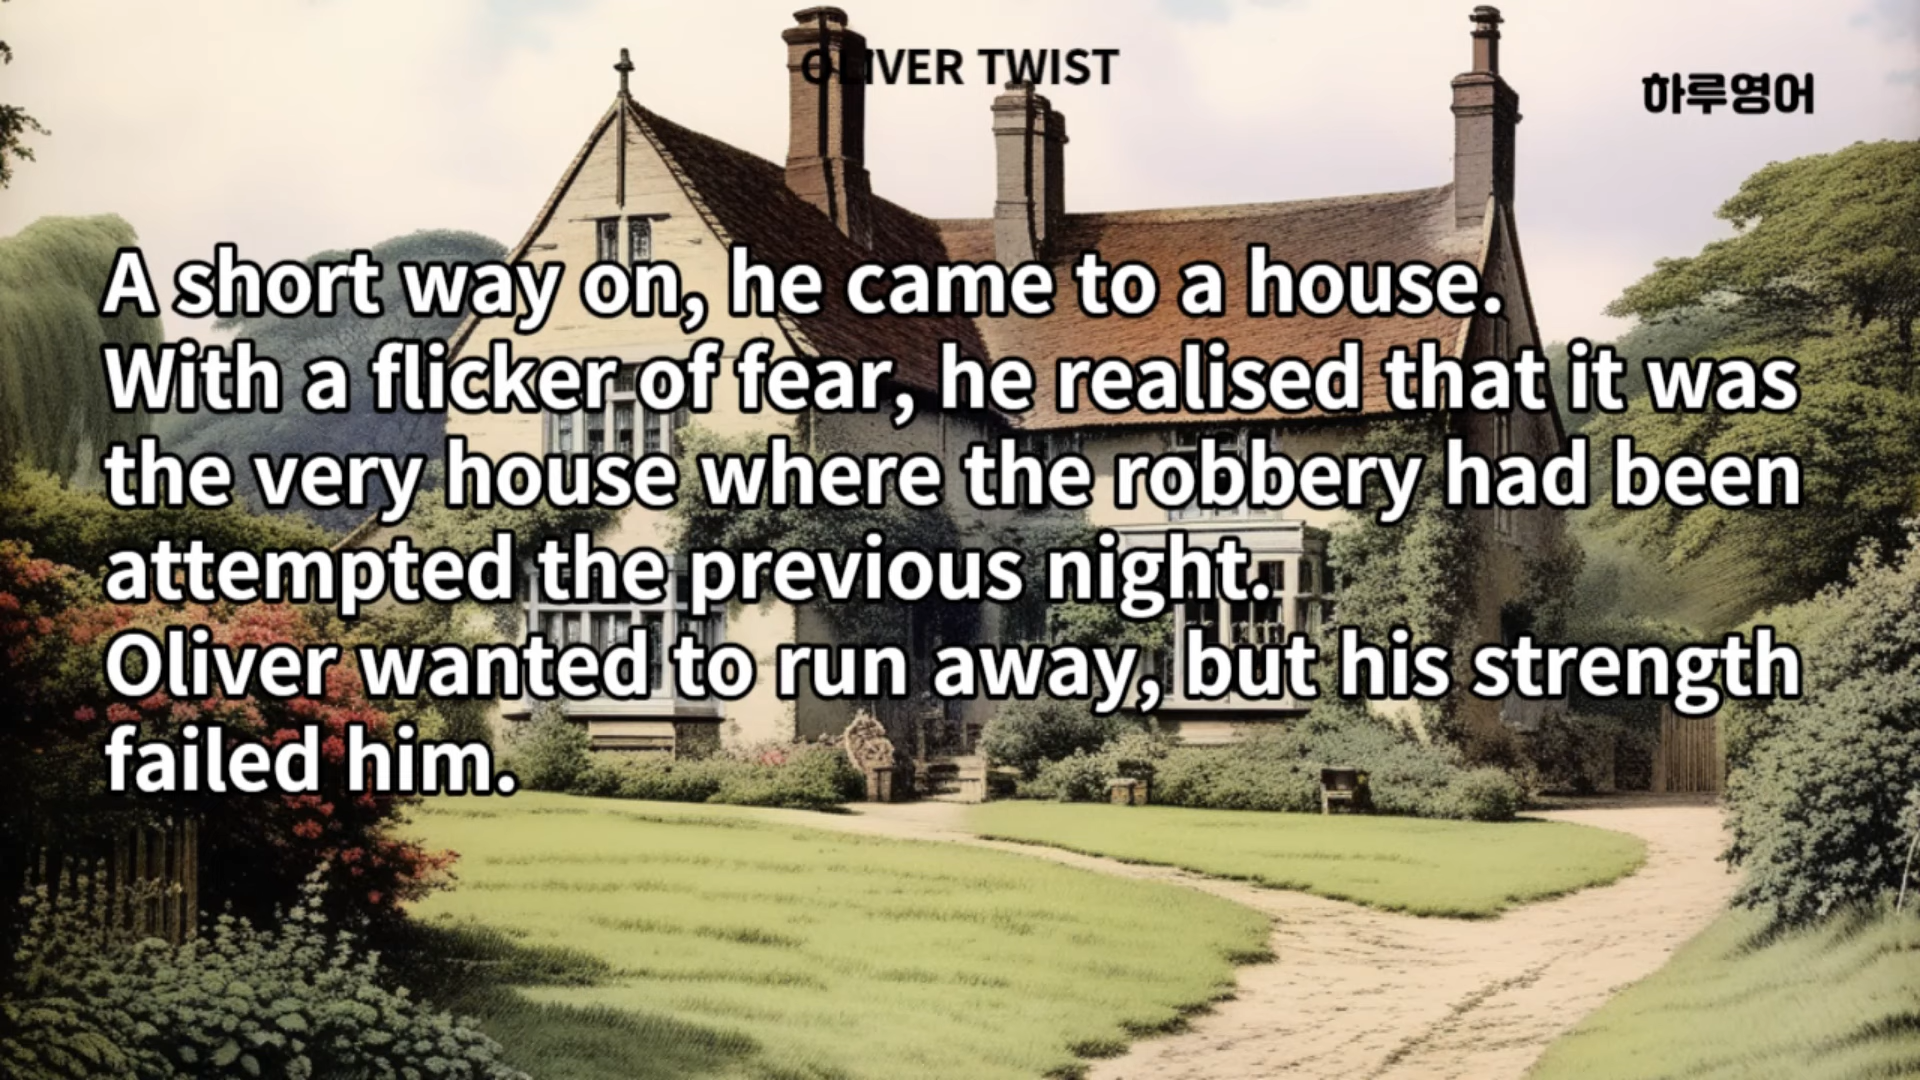 OLIVER TWIST
하루영어
A short way on, he came to a house.
With a flicker of fear, he realised that it was
the very house where the robbery had been
attempted the previous night.
Oliver wanted to run away, but his strength
failed him.